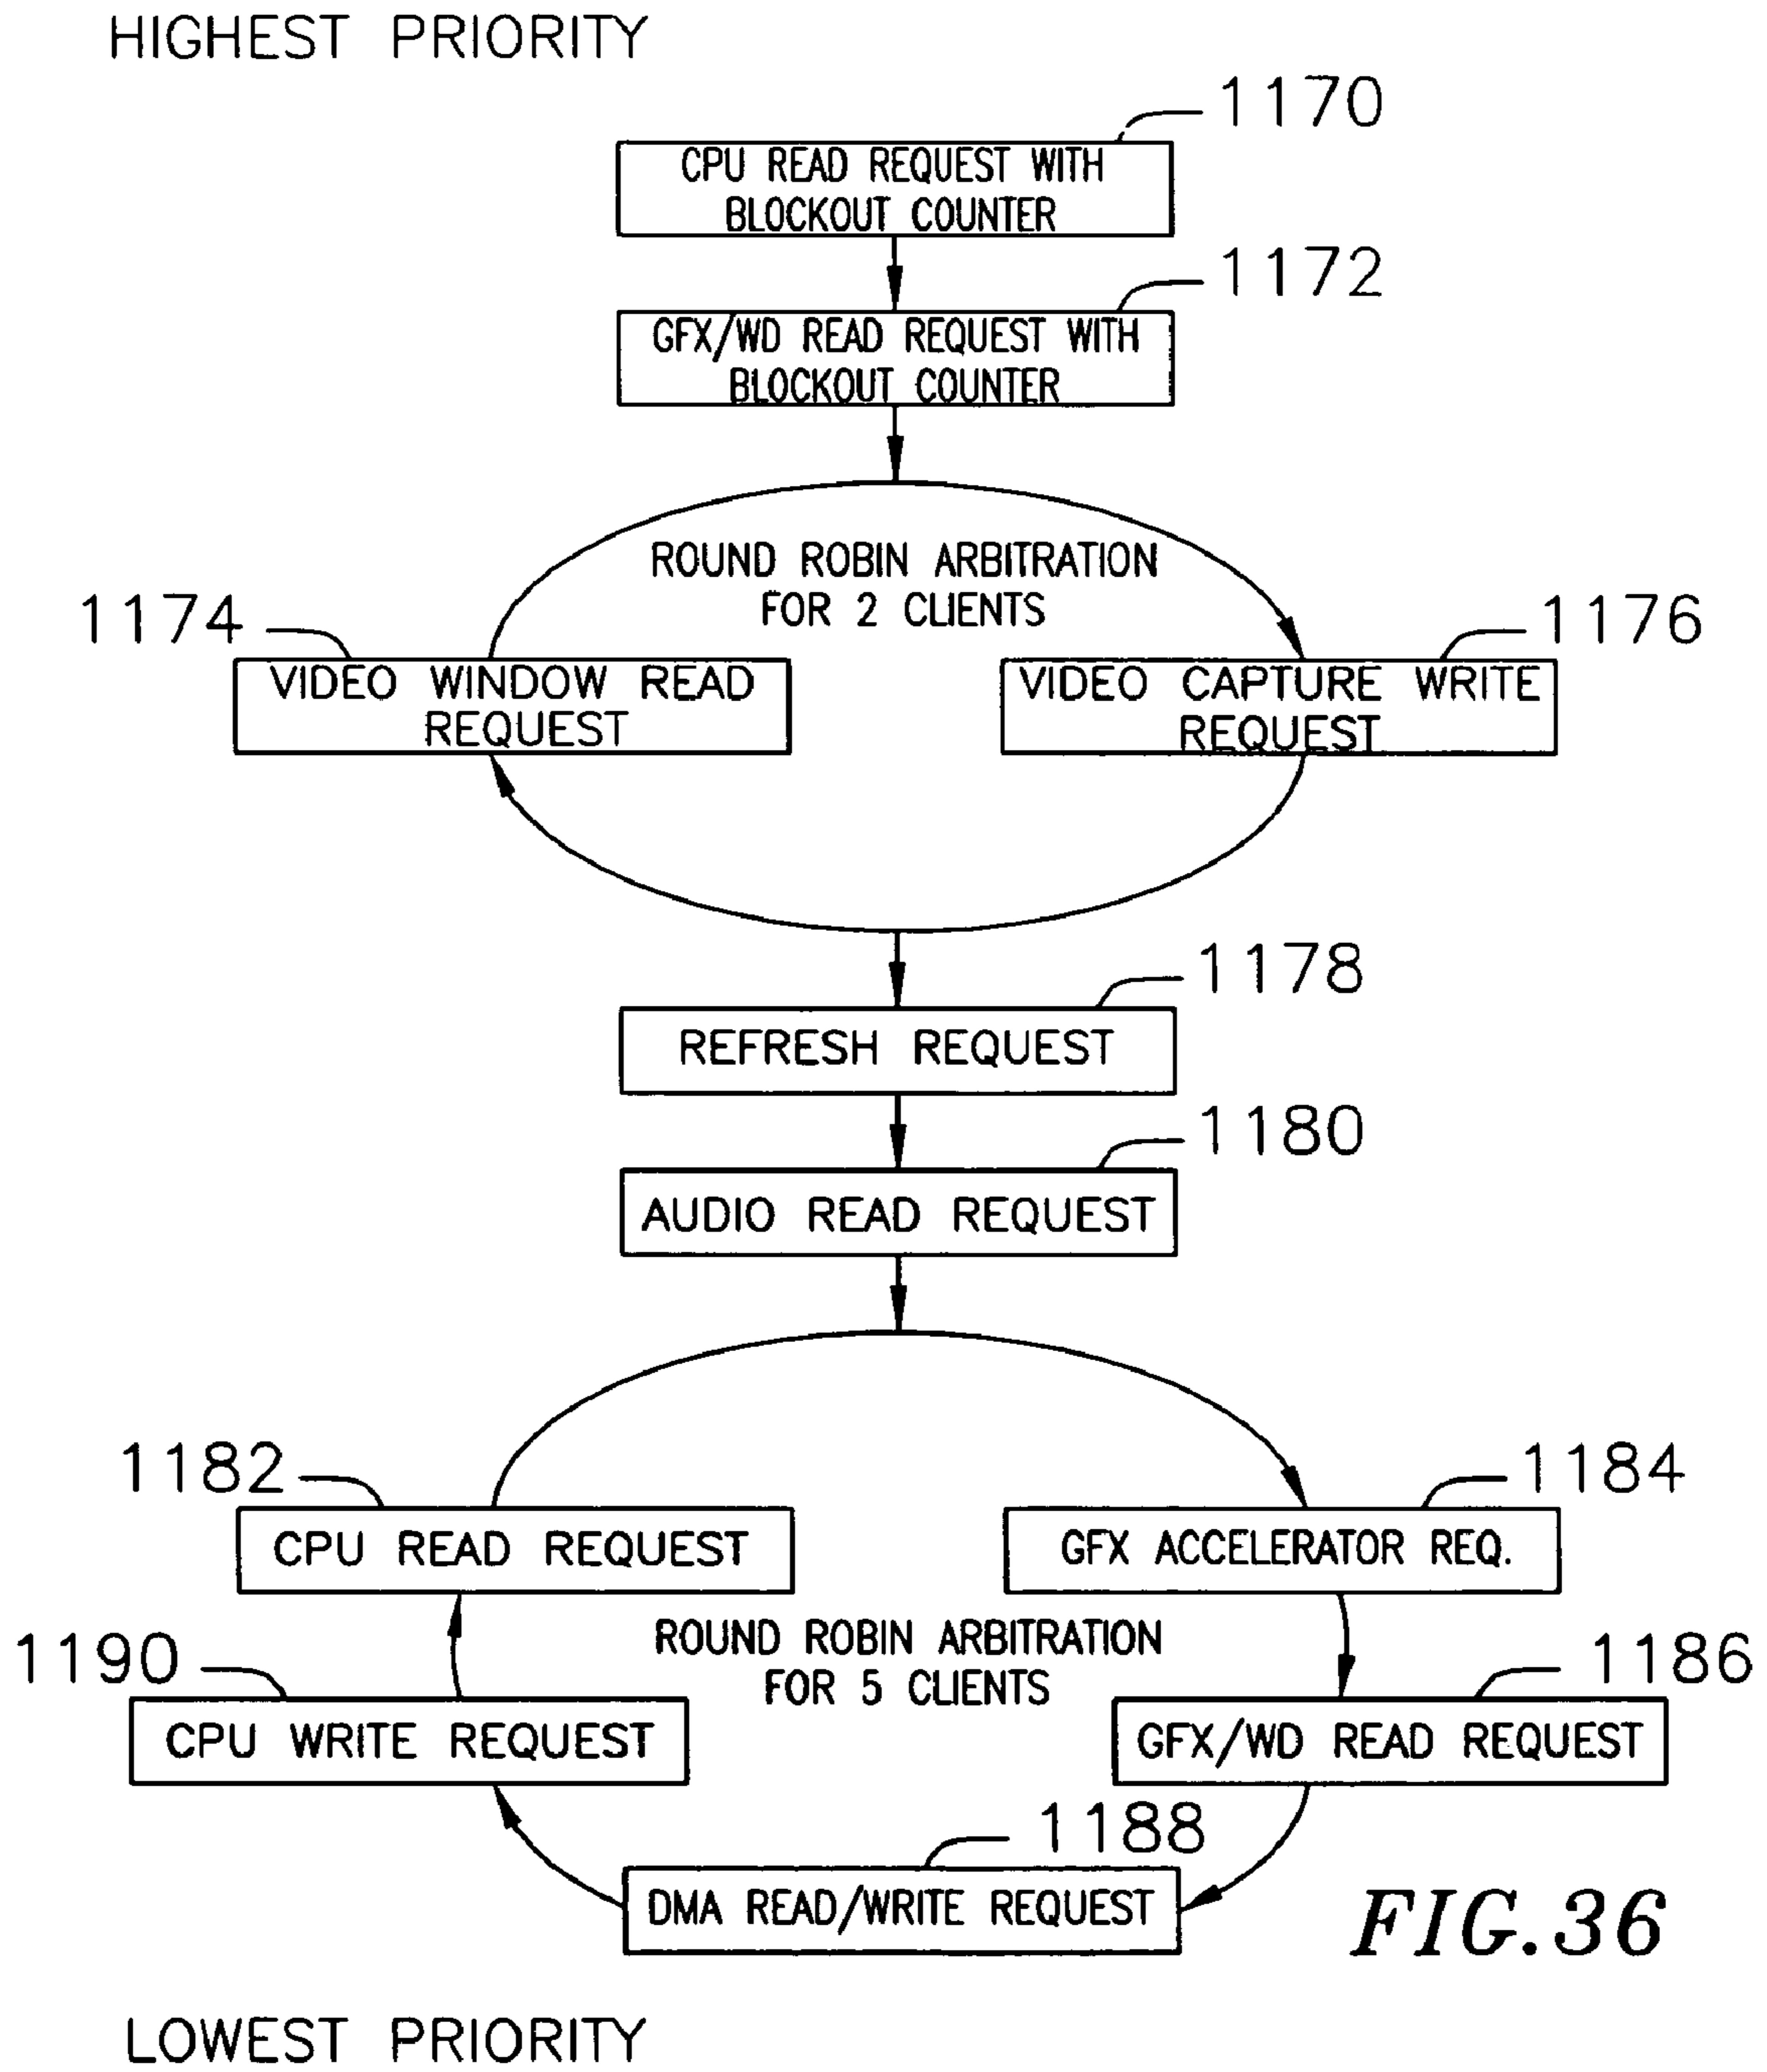 HIGHEST PRIORITY
1170
CPU READ REQUEST WITH
BLOCKOUT COUNTER
1172
GFX/WD READ REQUEST WITH
BLOCKOUT COUNTER
ROUND ROBIN ARBITRATION
FOR 2 CLIENTS
1174
1176
VIDEO WINDOW READ
REQUEST
VIDEO CAPTURE WRITE
REQUEST
1178
REFRESH REQUEST
1180
AUDIO READ REQUEST
1182
1184
CPU READ REQUEST
GFX ACCELERATOR REQ.
ROUND ROBIN ARBITRATION
FOR 5 CLIENTS
1190
1186
CPU WRITE REQUEST
GFX/WD READ REQUEST
1188
DMA READ/WRITE REQUEST
FIG.36
LOWEST PRIORITY